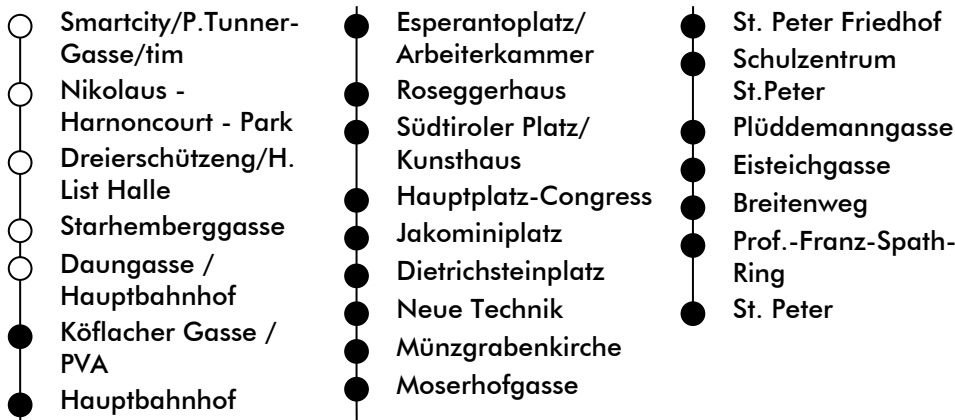 Smartcity/P.Tunner-
Gasse/tim
Nikolaus -
Harnoncourt - Park
Dreierschützeng/H.
List Halle
Starhemberggasse
Daungasse /
Hauptbahnhof
Köflacher Gasse /
PVA
Hauptbahnhof
Esperantoplatz/
Arbeiterkammer
Roseggerhaus
Südtiroler Platz/
Kunsthaus
Hauptplatz-Congress
Jakominiplatz
Dietrichsteinplatz
Neue Technik
Münzgrabenkirche
Moserhofgasse
St. Peter Friedhof
Schulzentrum
St.Peter
Plüddemanngasse
Eisteichgasse
Breitenweg
Prof.-Franz-Spath-
Ring
St. Peter